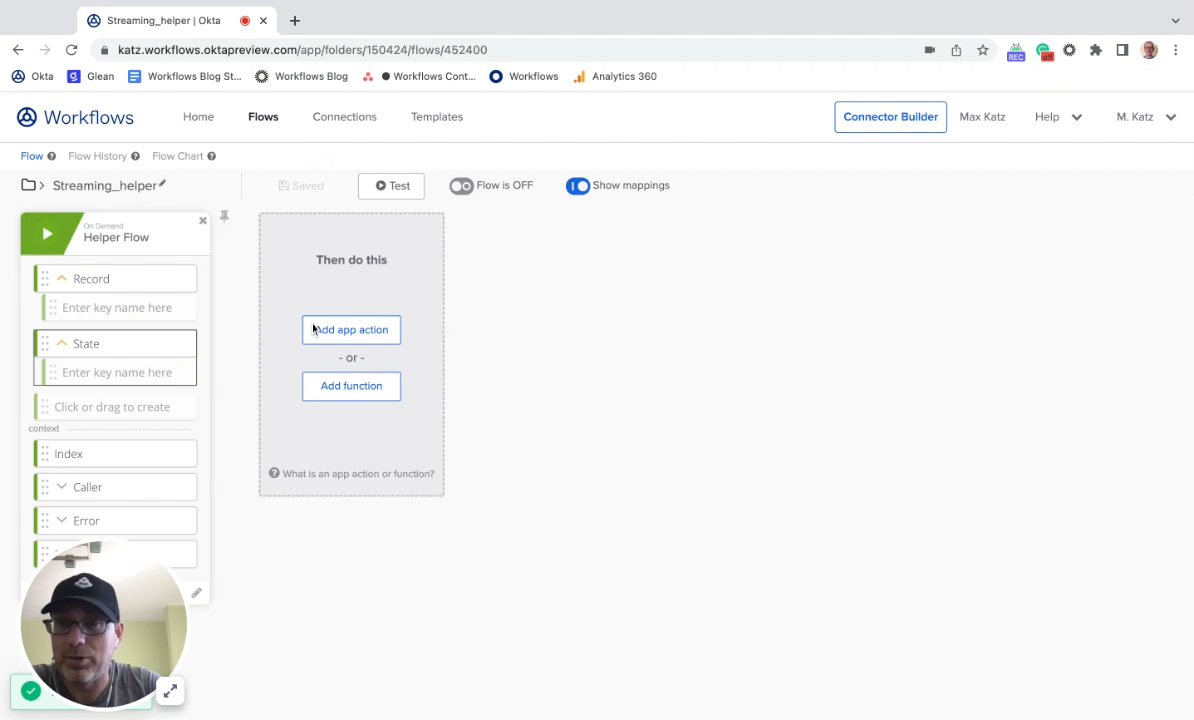 Streaming_helper | Okta
katz.workflows.oktapreview.com/app/folders/150424/flows/452400
REC
off
Okta
Glean
Workflows Blog St...
Workflows Blog
Workflows Cont...
Workflows
Analytics 360
Workflows
Home
Flows
Connections
Templates
Connector Builder
Max Katz
Help
M. Katz
Flow
Flow History
Flow Chart
Streaming_helper
Saved
Test
Flow is OFF
Show mappings
On Demand
Helper Flow
Record
Enter key name here
State
Enter key name here
Click or drag to create
context
Index
Caller
Error
Then do this
Add app action
- or -
Add function
What is an app action or function?